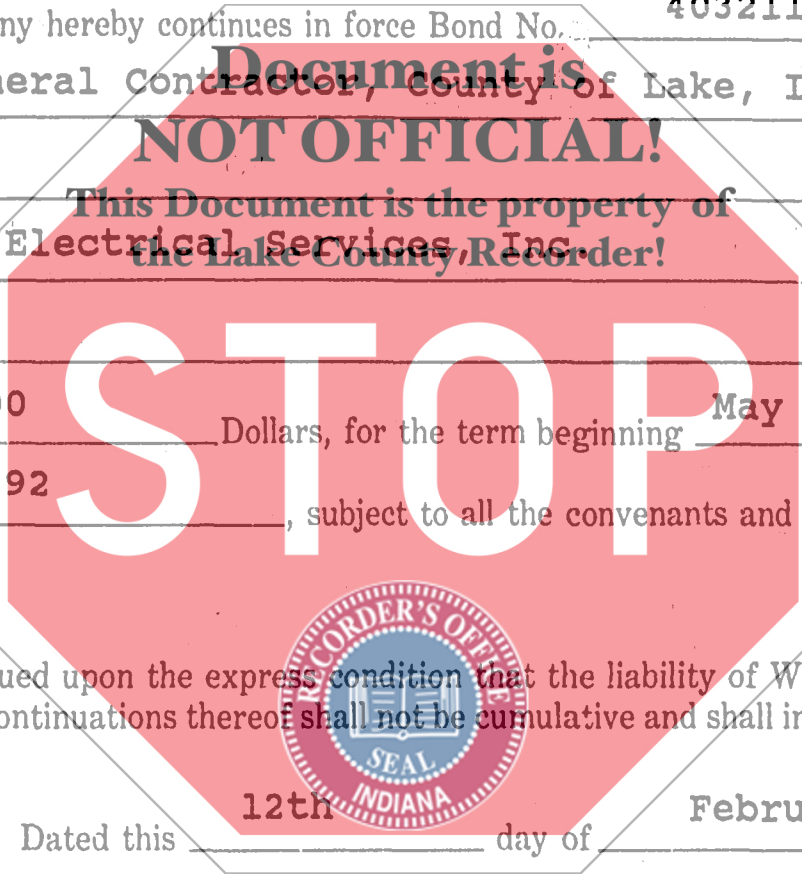 ny hereby continues in force Bond No. 403211
Document is
neral Contractor, County of Lake, I
NOT OFFICIAL!
This Document is the property of
Electrical Services, Inc.
the Lake County Recorder!
STOP
00 Dollars, for the term beginning May
92, subject to all the convenants and
RECORDER'S OFFICE
ued upon the express condition that the liability of W
ontinuations thereof shall not be cumulative and shall in
SEAL
INDIANA
Dated this 12th day of Febru